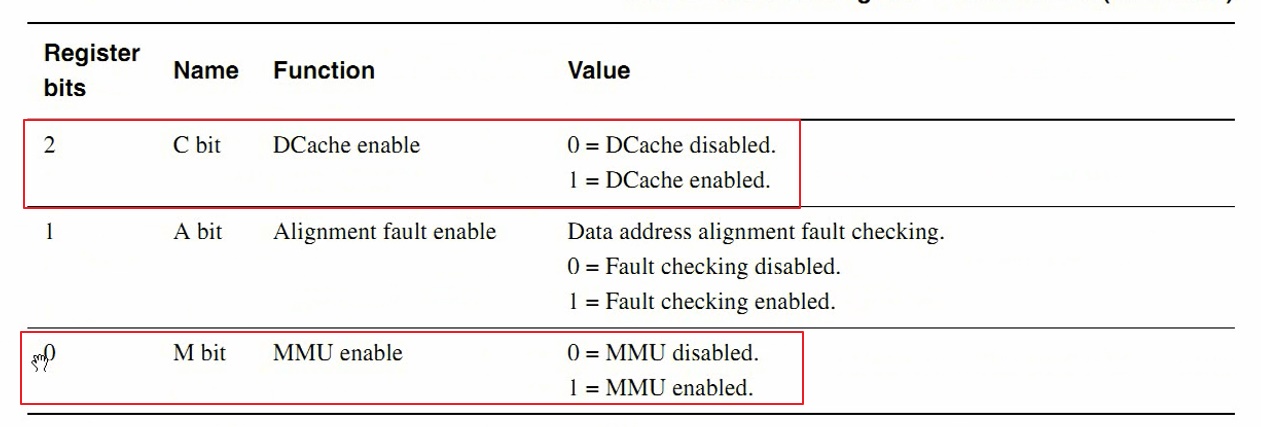 Register
bits Name Function Value
2 C bit DCache enable 0 = DCache disabled.
1 = DCache enabled.
1 A bit Alignment fault enable Data address alignment fault checking.
0 = Fault checking disabled.
1 = Fault checking enabled.
0 M bit MMU enable 0 = MMU disabled.
1 = MMU enabled.